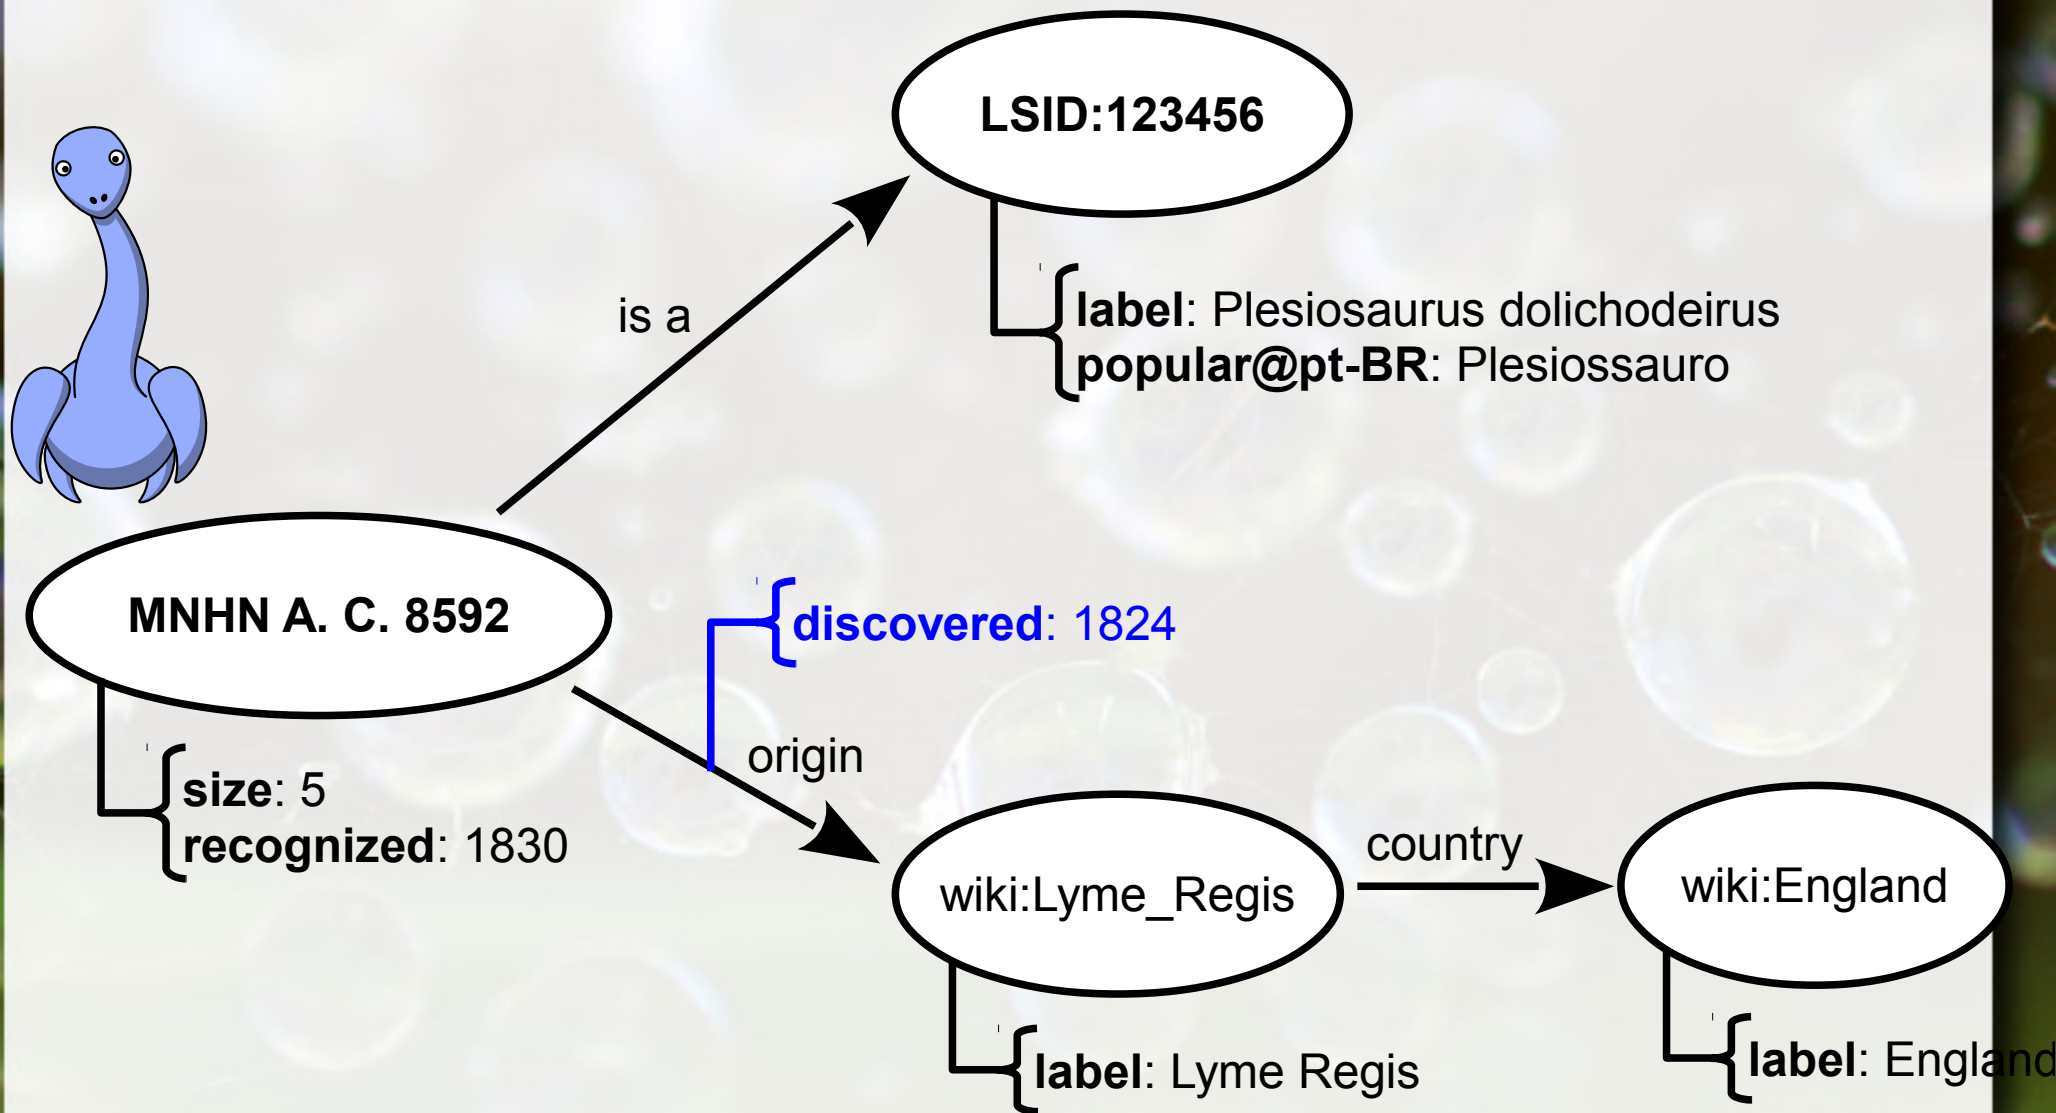 LSID:123456
label: Plesiosaurus dolichodeirus
popular@pt-BR: Plesiossauro
is a
MNHN A. C. 8592
discovered: 1824
origin
size: 5
recognized: 1830
country
wiki:Lyme_Regis
wiki:England
label: Lyme Regis
label: England